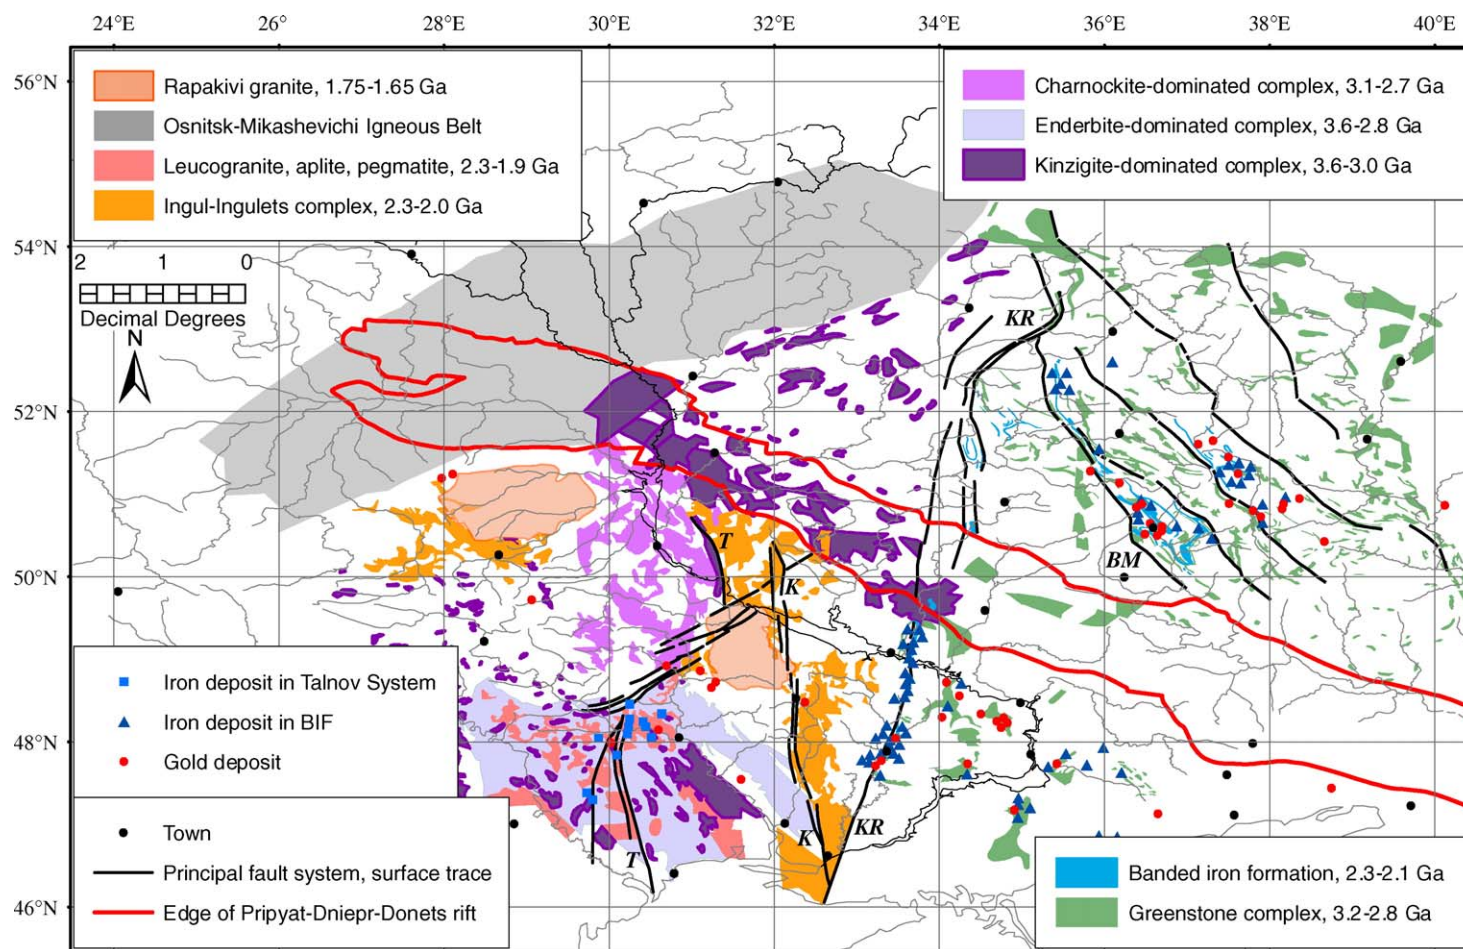 24°E 26°E 28°E 30°E 32°E 34°E 36°E 38°E 40°E
56°N
54°N
52°N
50°N
48°N
46°N
Rapakivi granite, 1.75-1.65 Ga
Osnitsk-Mikashevichi Igneous Belt
Leucogranite, aplite, pegmatite, 2.3-1.9 Ga
Ingul-Ingulets complex, 2.3-2.0 Ga
Charnockite-dominated complex, 3.1-2.7 Ga
Enderbite-dominated complex, 3.6-2.8 Ga
Kinzigite-dominated complex, 3.6-3.0 Ga
2 1 0
Decimal Degrees
N
KR
T
K
BM
K
KR
T
Iron deposit in Talnov System
Iron deposit in BIF
Gold deposit
Town
Principal fault system, surface trace
Edge of Pripyat-Dniepr-Donets rift
Banded iron formation, 2.3-2.1 Ga
Greenstone complex, 3.2-2.8 Ga